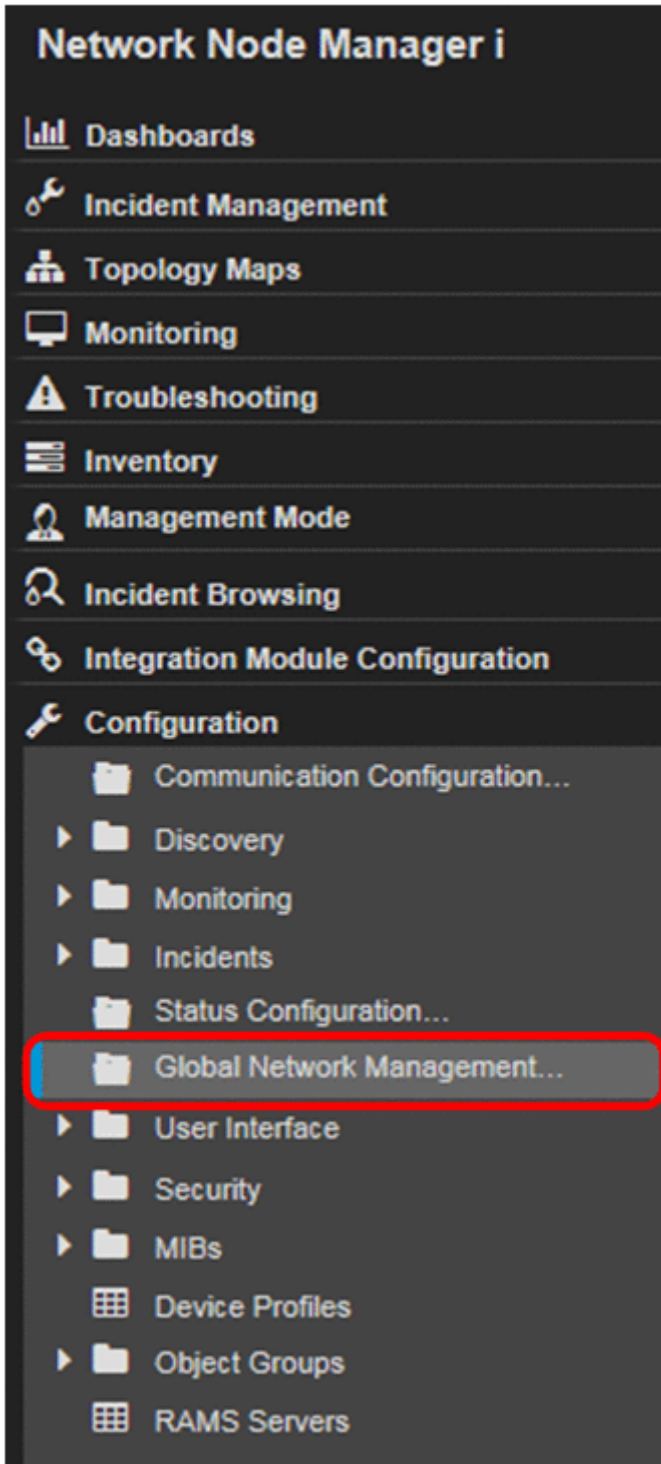 Network Node Manager i
Dashboards
Incident Management
Topology Maps
Monitoring
Troubleshooting
Inventory
Management Mode
Incident Browsing
Integration Module Configuration
Configuration
Communication Configuration...
Discovery
Monitoring
Incidents
Status Configuration...
Global Network Management...
User Interface
Security
MIBs
Device Profiles
Object Groups
RAMS Servers